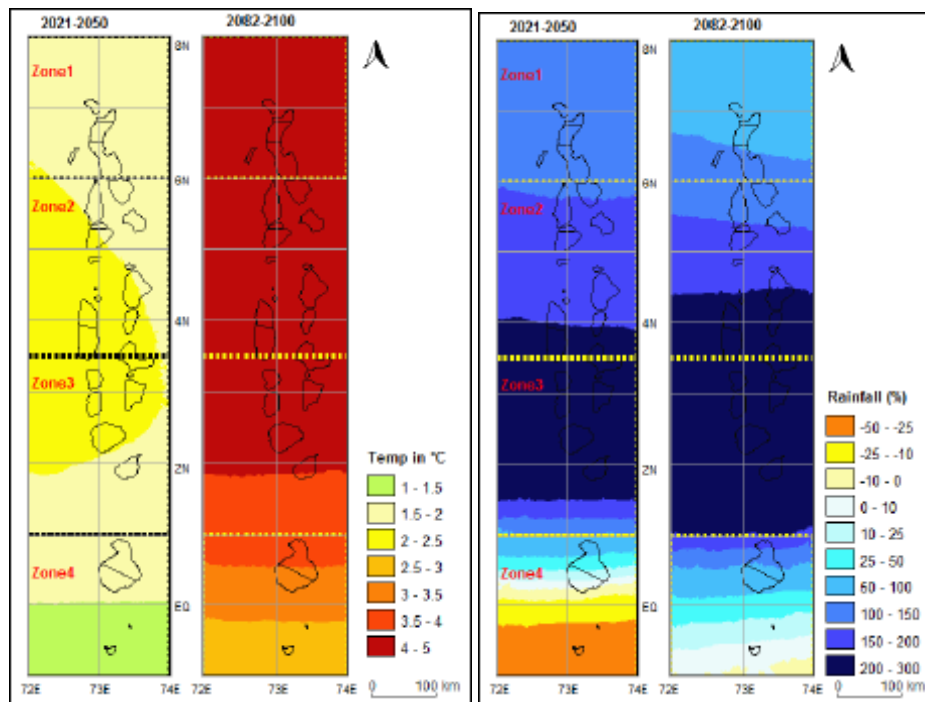 2021-2050
2082-2100
Zone1
Zone2
Zone3
Zone4
8N
6N
4N
2N
EQ
72E
73E
74E
72E
73E
74E
0 100 km
Temp in °C
1 - 1.5
1.5 - 2
2 - 2.5
2.5 - 3
3 - 3.5
3.5 - 4
4 - 5
2021-2050
2082-2100
Zone1
Zone2
Zone3
Zone4
8N
6N
4N
2N
EQ
72E
73E
74E
72E
73E
74E
0 100 km
Rainfall (%)
-50 - -25
-25 - -10
-10 - 0
0 - 10
10 - 25
25 - 50
60 - 100
100 - 150
150 - 200
200 - 300